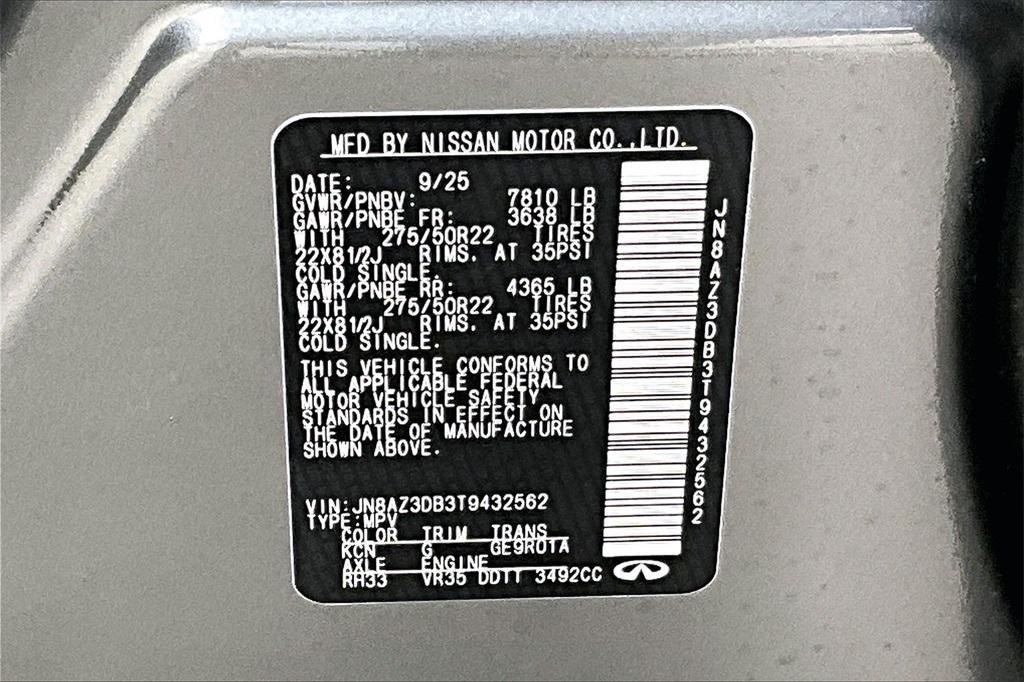 MFD BY NISSAN MOTOR CO.,LTD.
DATE: 9/25
GVWR/PNBV: 7810 LB
GAWR/PNBE FR: 3638 LB
WITH 275/50R22 TIRES
22X81/2J RIMS. AT 35PSI
COLD SINGLE.
GAWR/PNBE RR: 4365 LB
WITH 275/50R22 TIRES
22X81/2J RIMS. AT 35PSI
COLD SINGLE.
THIS VEHICLE CONFORMS TO
ALL APPLICABLE FEDERAL
MOTOR VEHICLE SAFETY
STANDARDS IN EFFECT ON
THE DATE OF MANUFACTURE
SHOWN ABOVE.
VIN:JN8AZ3DB3T9432562
TYPE:MPV
COLOR TRIM TRANS
KCN G GE9R01A
AXLE ENGINE
RH33 VR35 DDTT 3492CC
JN8AZ3DB3T9432562